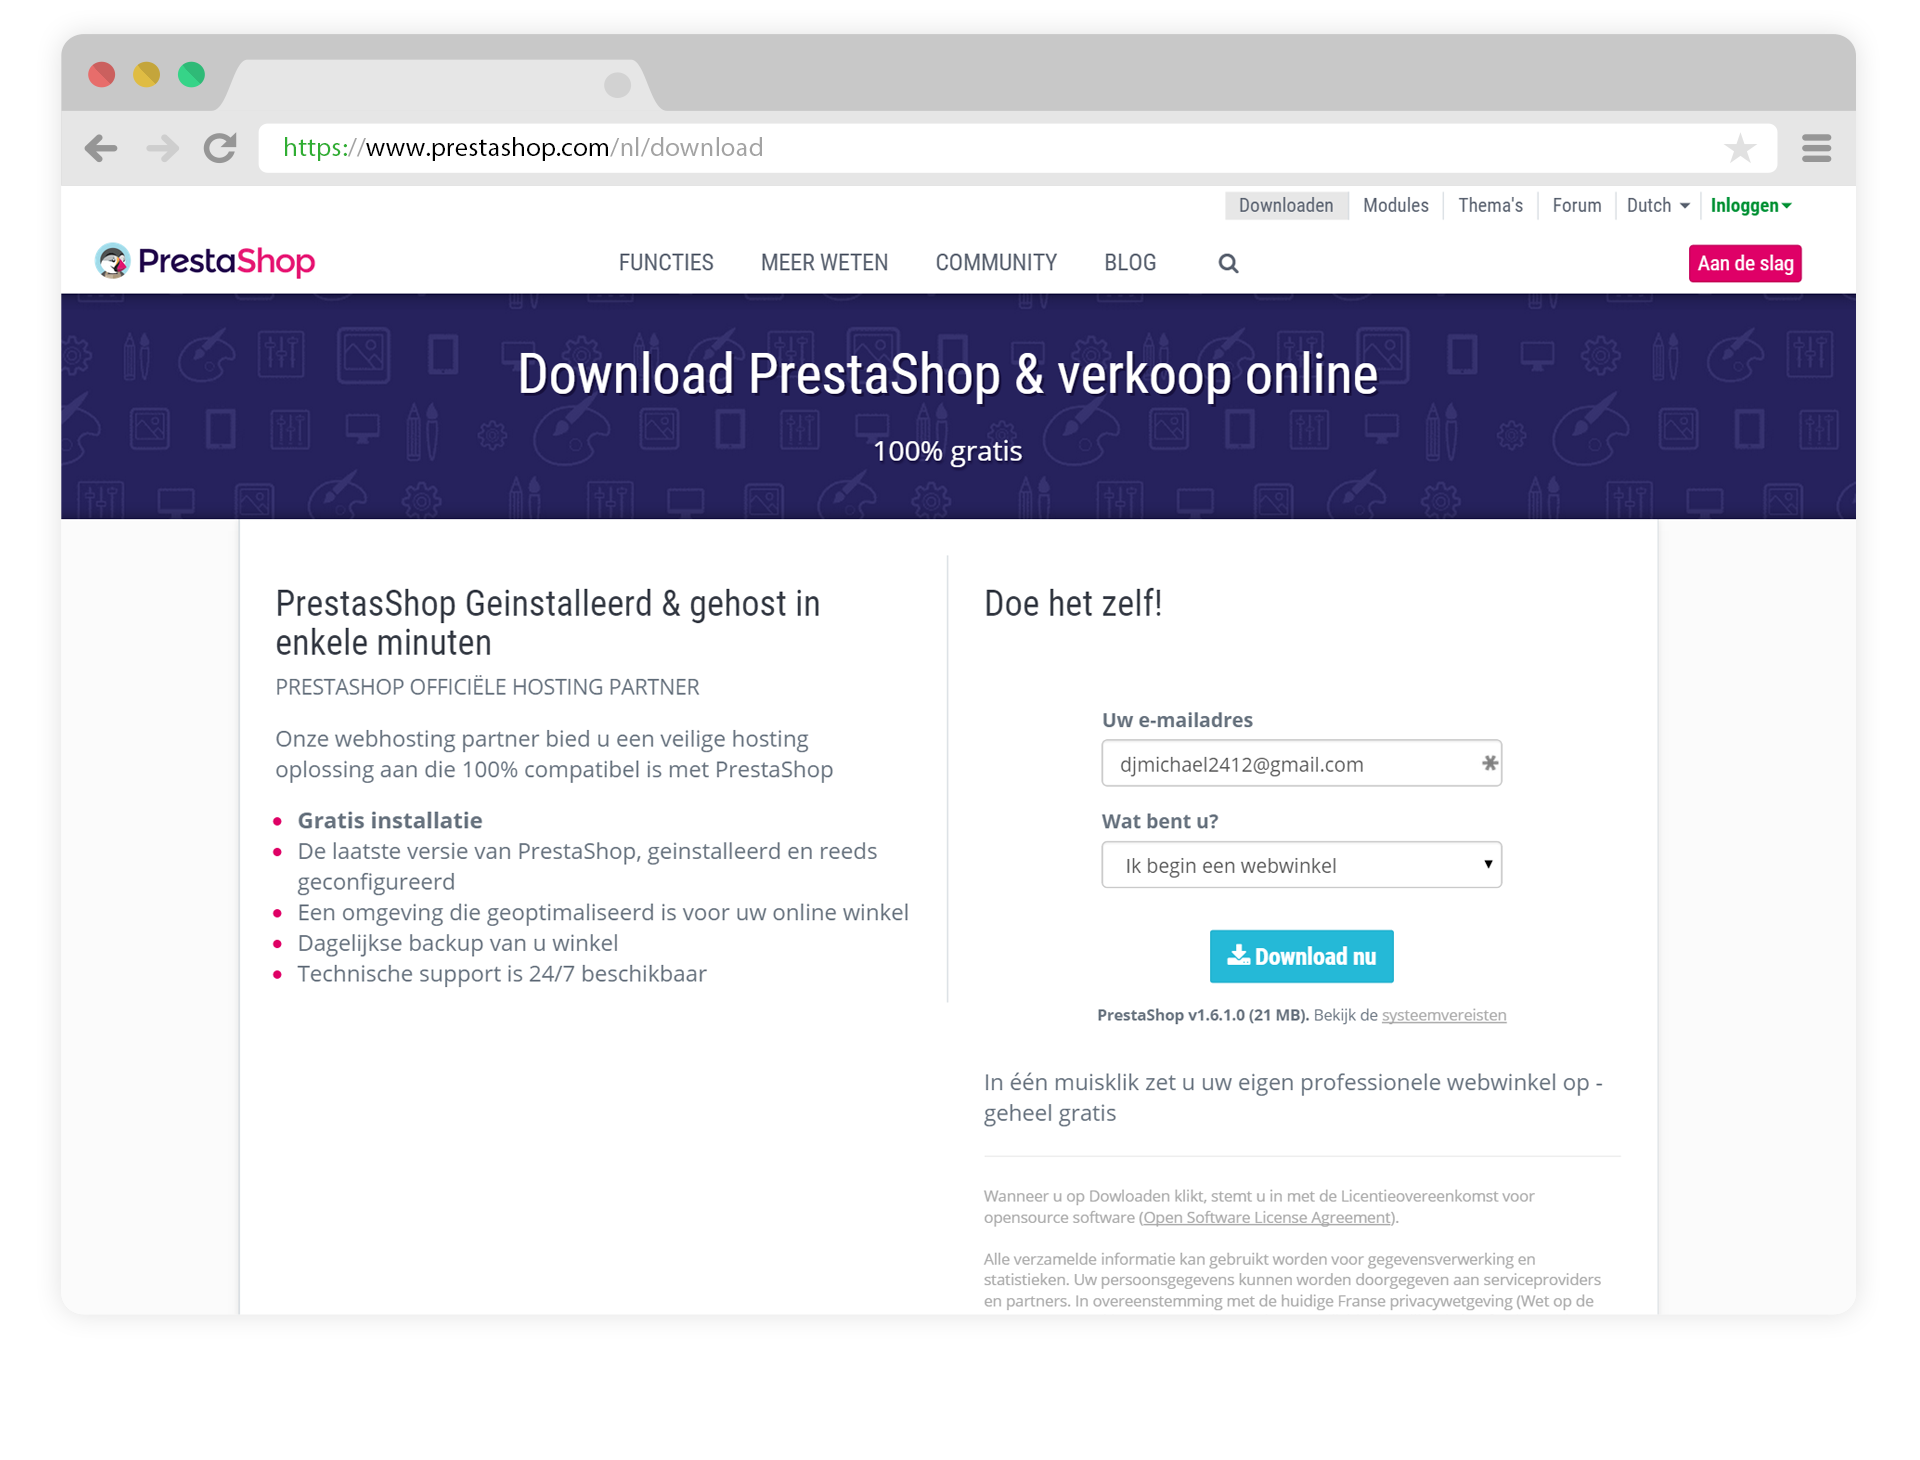 https://www.prestashop.com/nl/download
Downloaden Modules Thema's Forum Dutch Inloggen
PrestaShop FUNCTIES MEER WETEN COMMUNITY BLOG Aan de slag
Download PrestaShop & verkoop online
100% gratis
PrestasShop Geinstalleerd & gehost in
enkele minuten
PRESTASHOP OFFICIËLE HOSTING PARTNER
Onze webhosting partner bied u een veilige hosting
oplossing aan die 100% compatibel is met PrestaShop
Gratis installatie
De laatste versie van PrestaShop, geinstalleerd en reeds
geconfigureerd
Een omgeving die geoptimaliseerd is voor uw online winkel
Dagelijkse backup van u winkel
Technische support is 24/7 beschikbaar
Doe het zelf!
Uw e-mailadres
djmichael2412@gmail.com
Wat bent u?
Ik begin een webwinkel
Download nu
PrestaShop v1.6.1.0 (21 MB). Bekijk de systeemvereisten
In één muisklik zet u uw eigen professionele webwinkel op -
geheel gratis
Wanneer u op Dowloaden klikt, stemt u in met de Licentieovereenkomst voor
opensource software (Open Software License Agreement).
Alle verzamelde informatie kan gebruikt worden voor gegevensverwerking en
statistieken. Uw persoonsgegevens kunnen worden doorgegeven aan serviceproviders
en partners. In overeenstemming met de huidige Franse privacywetgeving (Wet op de